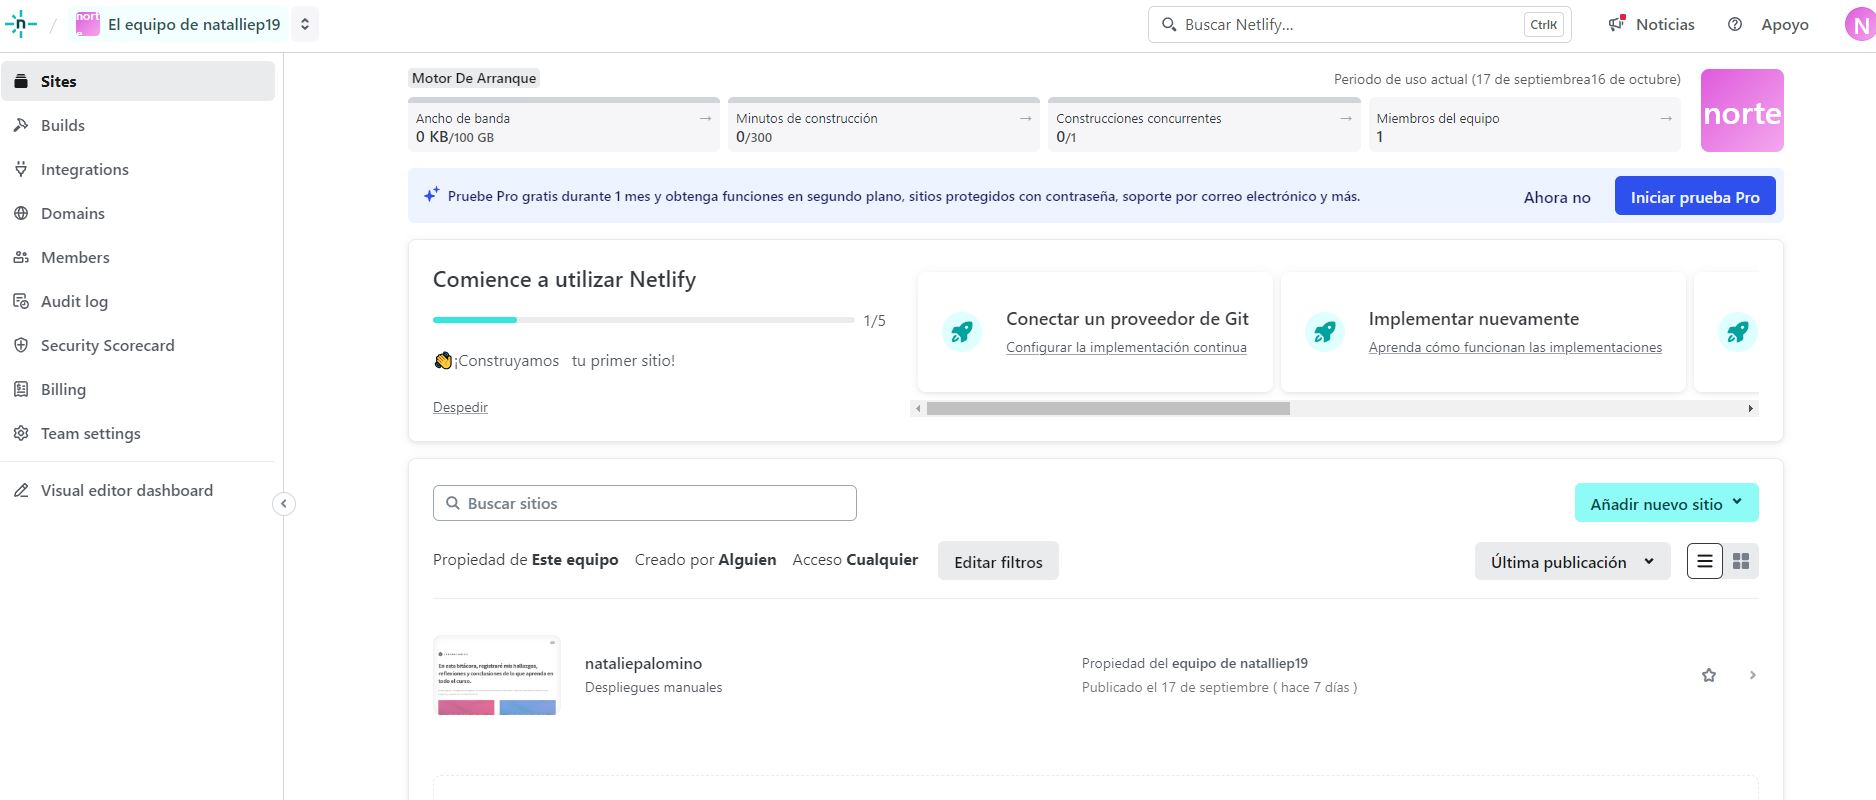 norte
El equipo de natalliep19
Buscar Netlify...
CtrlK
Noticias
Apoyo
N
Sites
Builds
Integrations
Domains
Members
Audit log
Security Scorecard
Billing
Team settings
Visual editor dashboard
Motor De Arranque
Periodo de uso actual (17 de septiembrea16 de octubre)
Ancho de banda
0 KB/100 GB
Minutos de construcción
0/300
Construcciones concurrentes
0/1
Miembros del equipo
1
norte
Pruebe Pro gratis durante 1 mes y obtenga funciones en segundo plano, sitios protegidos con contraseña, soporte por correo electrónico y más.
Ahora no
Iniciar prueba Pro
Comience a utilizar Netlify
1/5
¡Construyamos tu primer sitio!
Despedir
Conectar un proveedor de Git
Configurar la implementación continua
Implementar nuevamente
Aprenda cómo funcionan las implementaciones
Buscar sitios
Añadir nuevo sitio
Propiedad de Este equipo
Creado por Alguien
Acceso Cualquier
Editar filtros
Última publicación
En esta bitácora, registraré mis hallazgos,
reflexiones y conclusiones de lo que aprenda en
todo el curso.
nataliepalomino
Despliegues manuales
Propiedad del equipo de natalliep19
Publicado el 17 de septiembre ( hace 7 días )